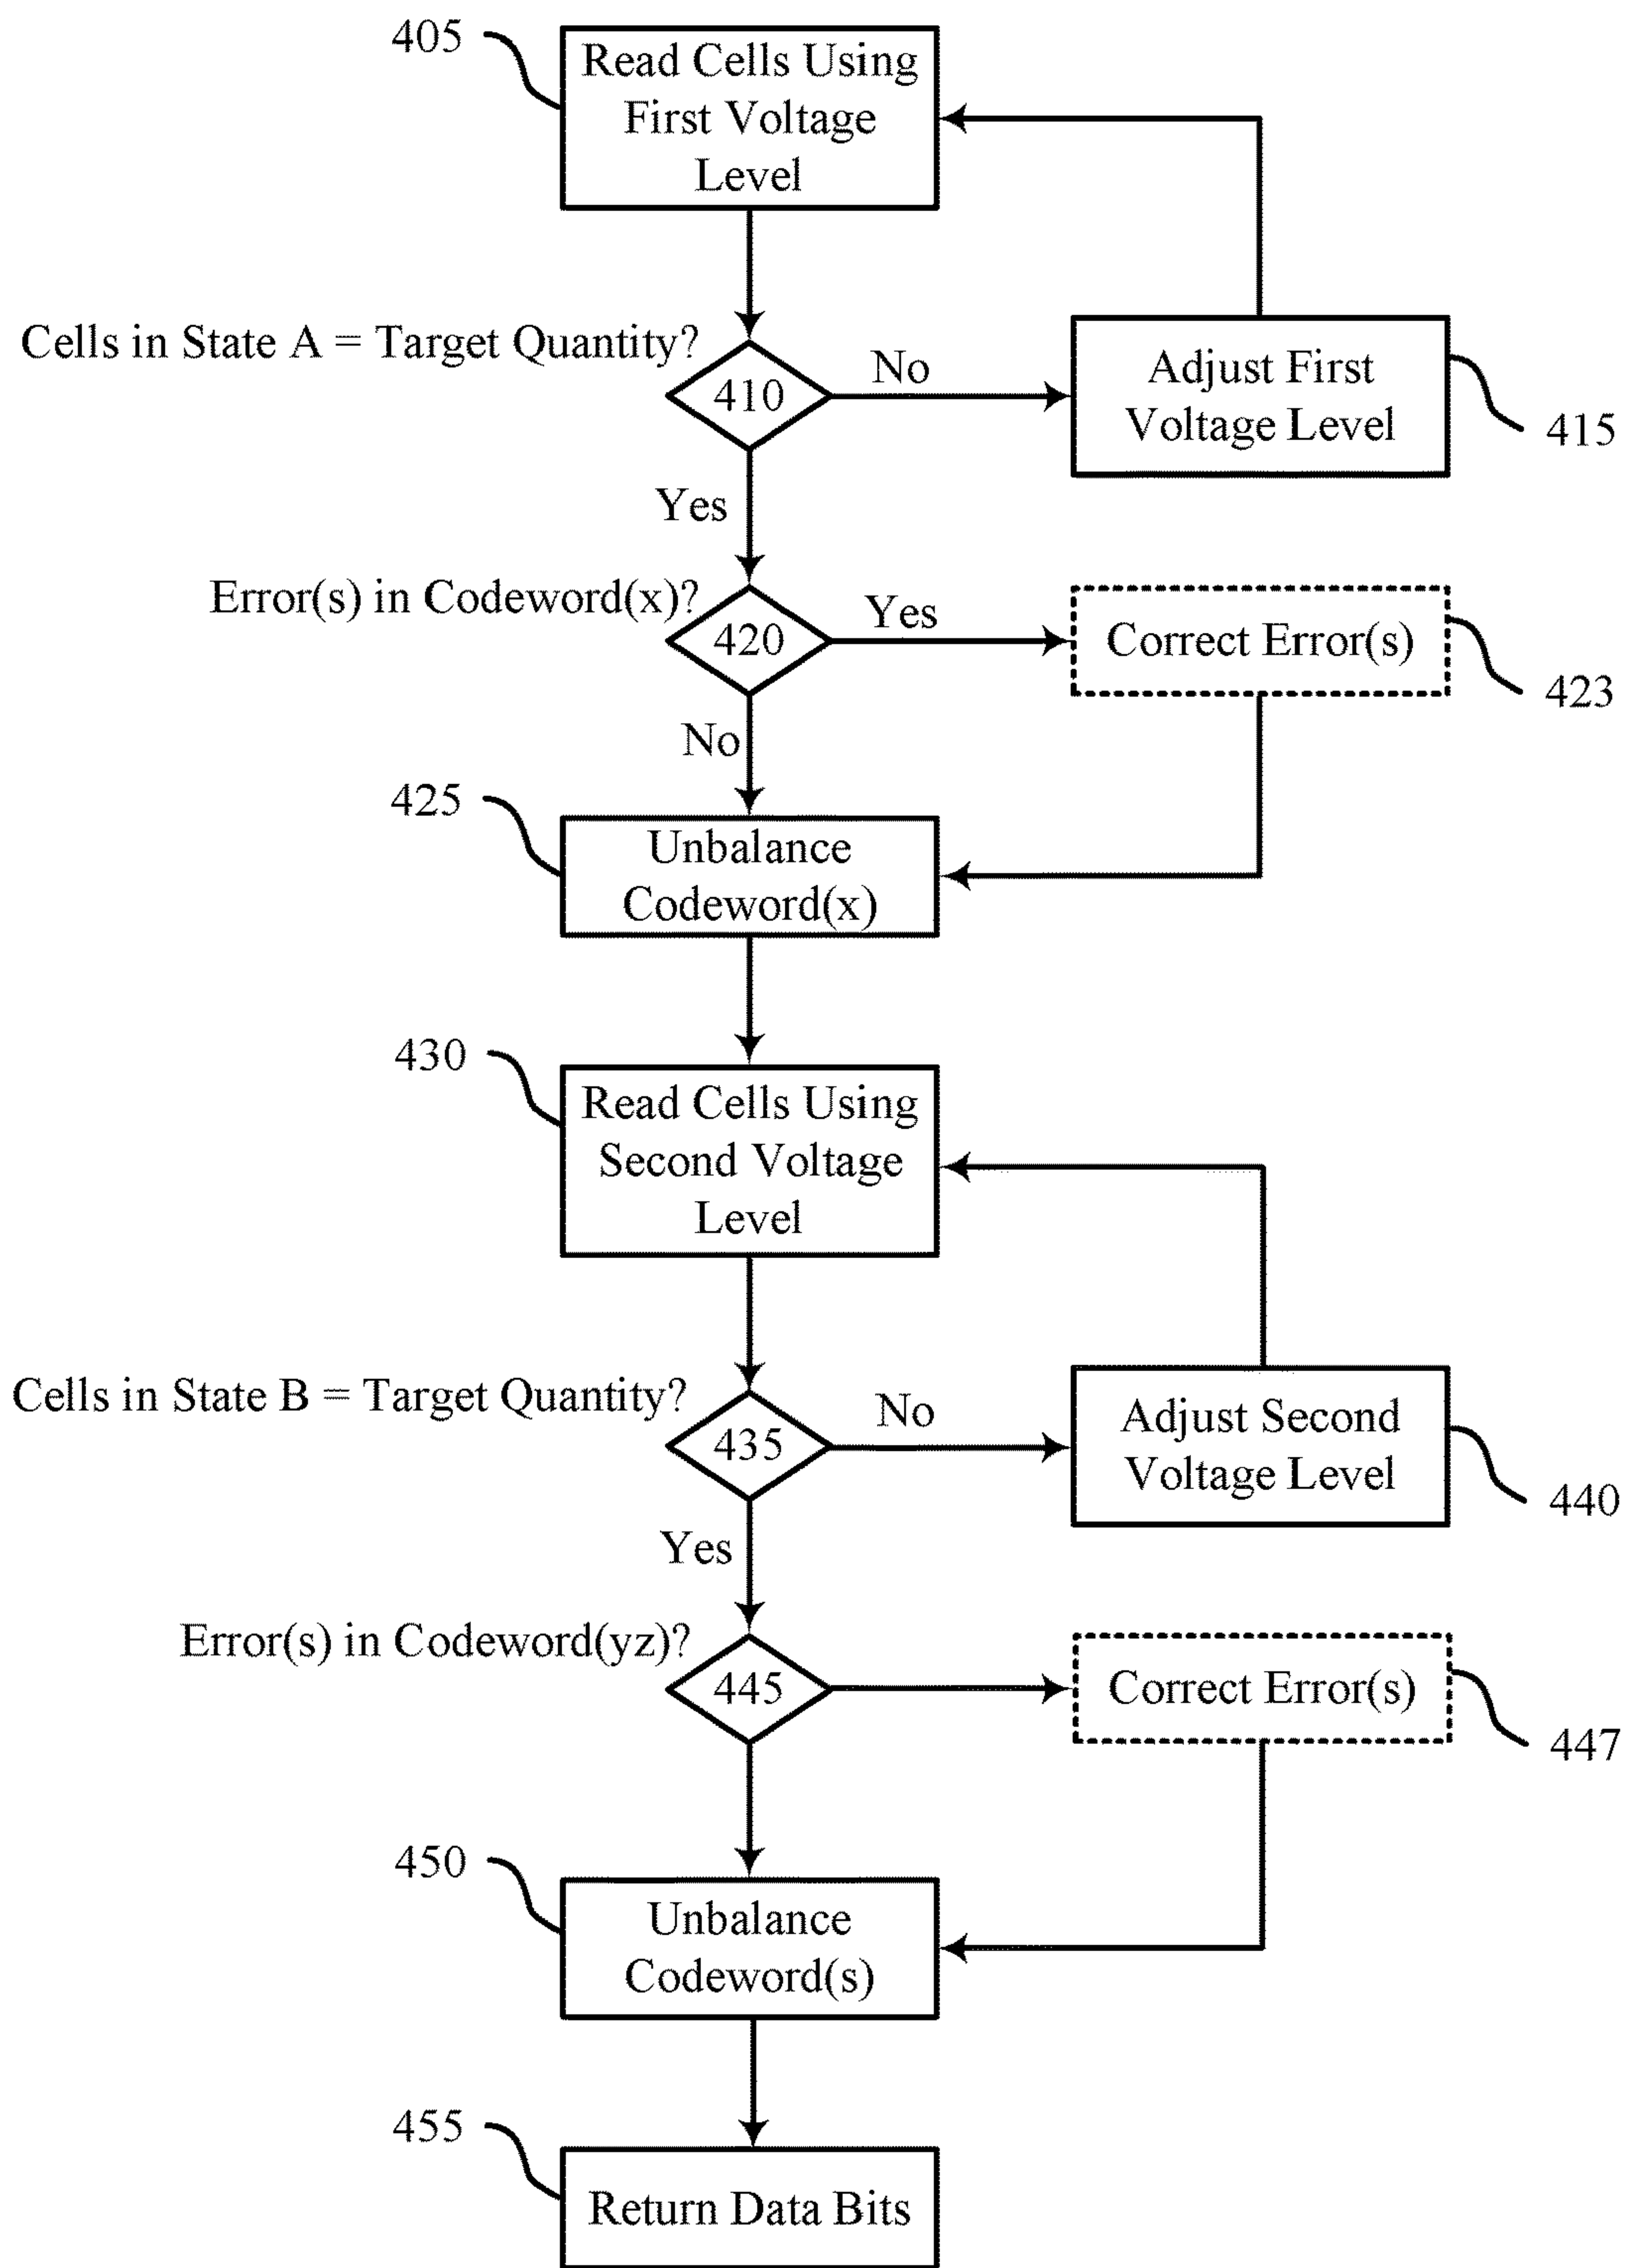 405
Read Cells Using
First Voltage
Level
Cells in State A = Target Quantity?
410
No
Adjust First
Voltage Level
415
Yes
Error(s) in Codeword(x)?
420
Yes
Correct Error(s)
423
No
425
Unbalance
Codeword(x)
430
Read Cells Using
Second Voltage
Level
Cells in State B = Target Quantity?
435
No
Adjust Second
Voltage Level
440
Yes
Error(s) in Codeword(yz)?
445
Correct Error(s)
447
450
Unbalance
Codeword(s)
455
Return Data Bits